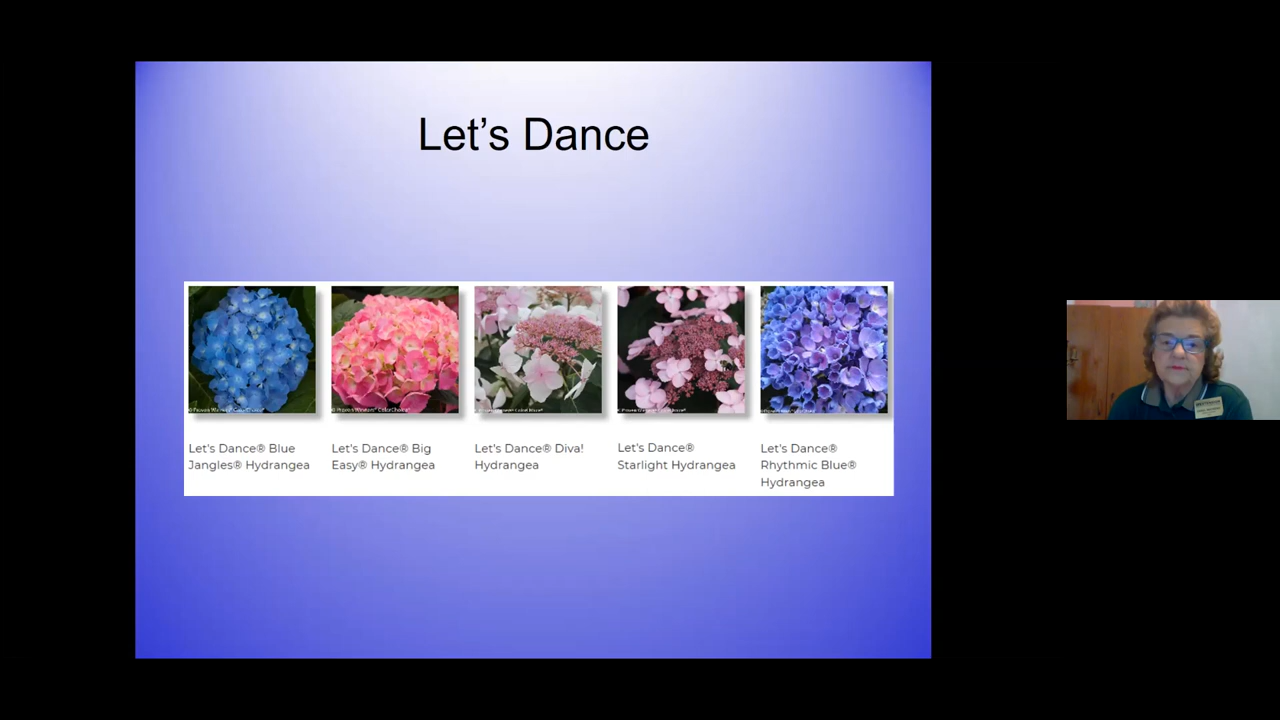 Let's Dance
Let's Dance® Blue
Jangles® Hydrangea
Let's Dance® Big
Easy® Hydrangea
Let's Dance® Diva!
Hydrangea
Let's Dance®
Starlight Hydrangea
Let's Dance®
Rhythmic Blue®
Hydrangea